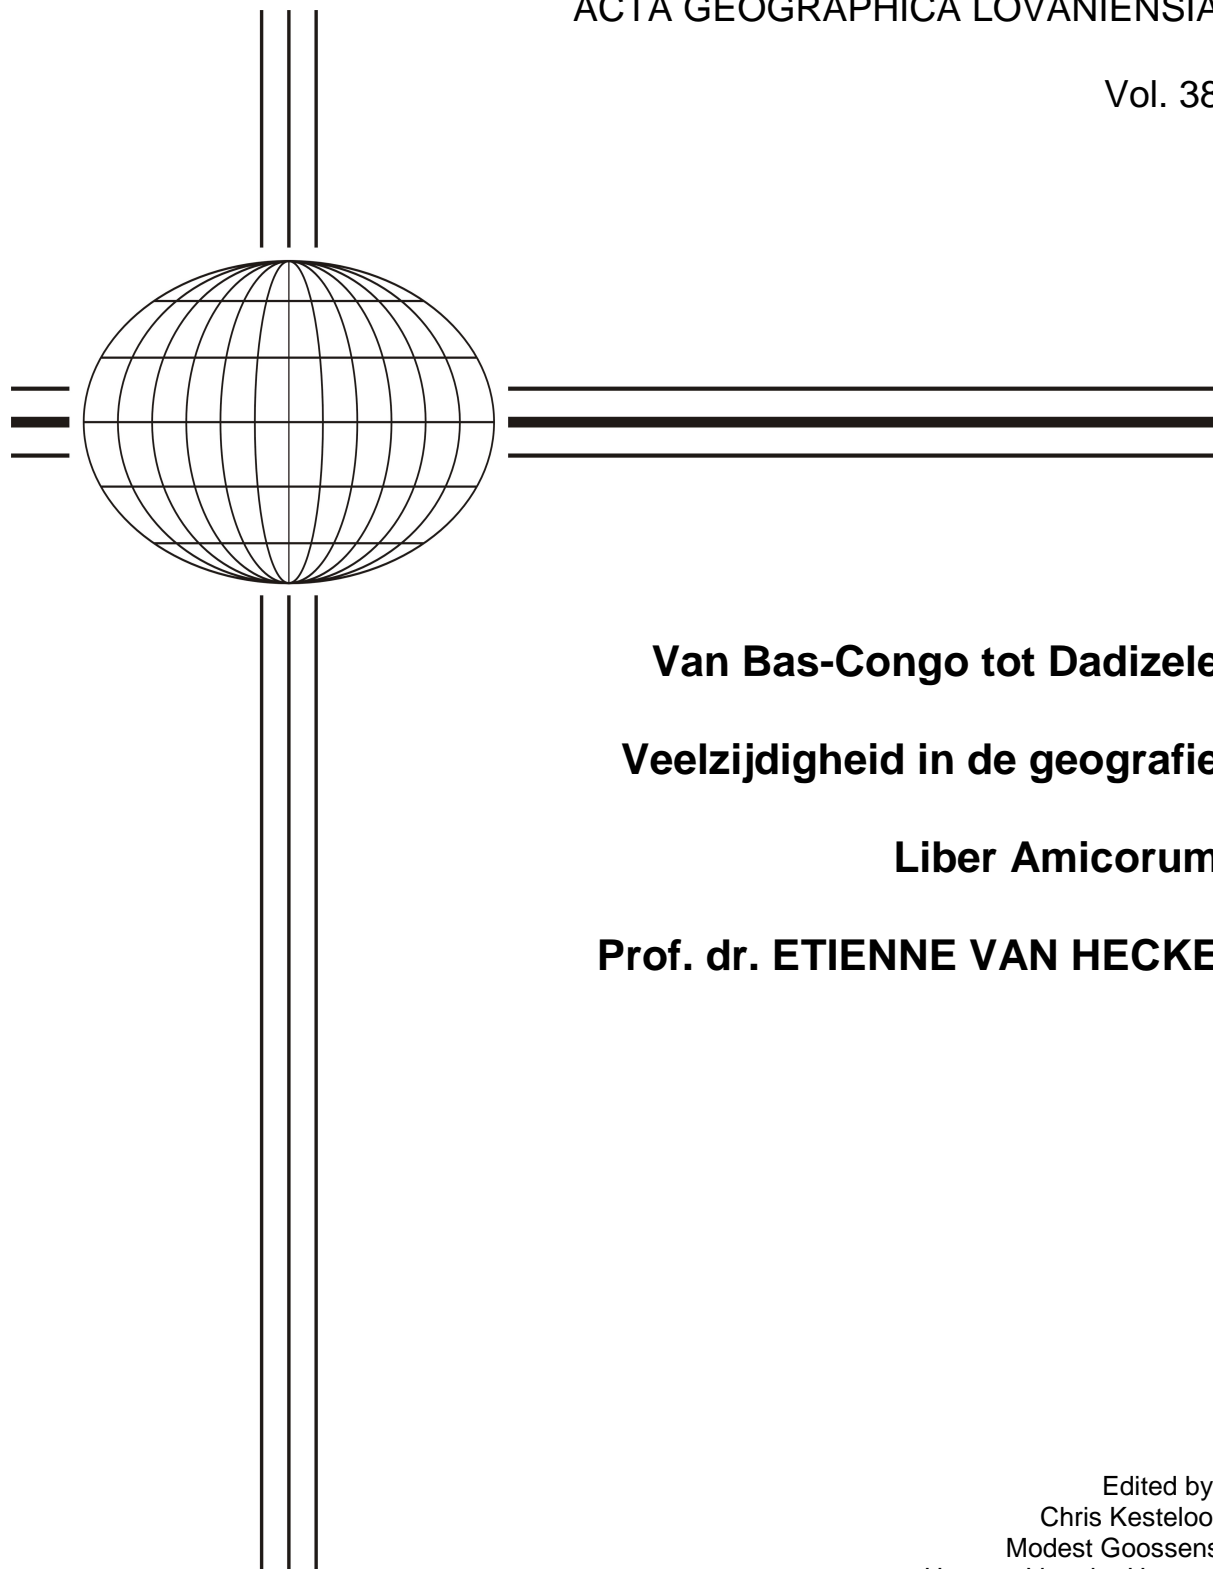 ACTA GEOGRAPHICA LOVANIENSIA
Vol. 38
Van Bas-Congo tot Dadizele
Veelzijdigheid in de geografie
Liber Amicorum
Prof. dr. ETIENNE VAN HECKE
Edited by
Chris Kesteloo
Modest Goossens